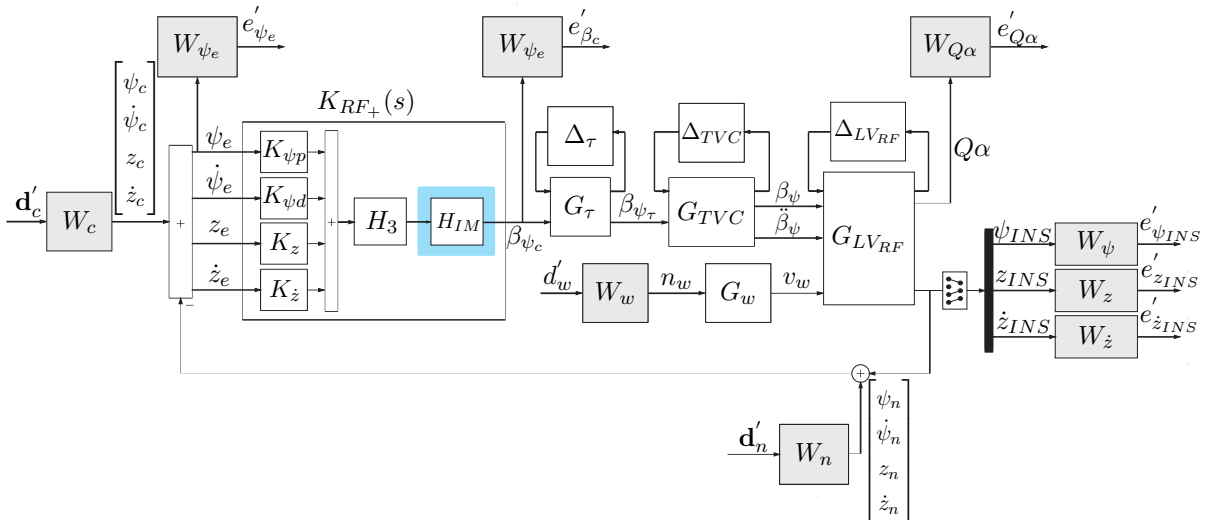 W_{ψ_e} e'_{ψ_e}
W_{ψ_e} e'_{β_c}
W_{Qα} e'_{Qα}
ψ_c
ψ̇_c
z_c
ż_c
K_{RF_+}(s)
ψ_e K_{ψp}
ψ̇_e K_{ψd}
z_e K_z
ż_e K_ż
d'_c W_c + −
+ H_3 H_{IM} β_{ψ_c}
Δ_τ
G_τ β_{ψ_τ}
Δ_{TVC}
G_{TVC} β_ψ
β̈_ψ
Δ_{LV_{RF}}
G_{LV_{RF}}
Qα
d'_w W_w n_w G_w v_w
ψ_{INS} W_ψ e'_{ψ_{INS}}
z_{INS} W_z e'_{z_{INS}}
ż_{INS} W_ż e'_{ż_{INS}}
+
d'_n W_n
ψ_n
ψ̇_n
z_n
ż_n